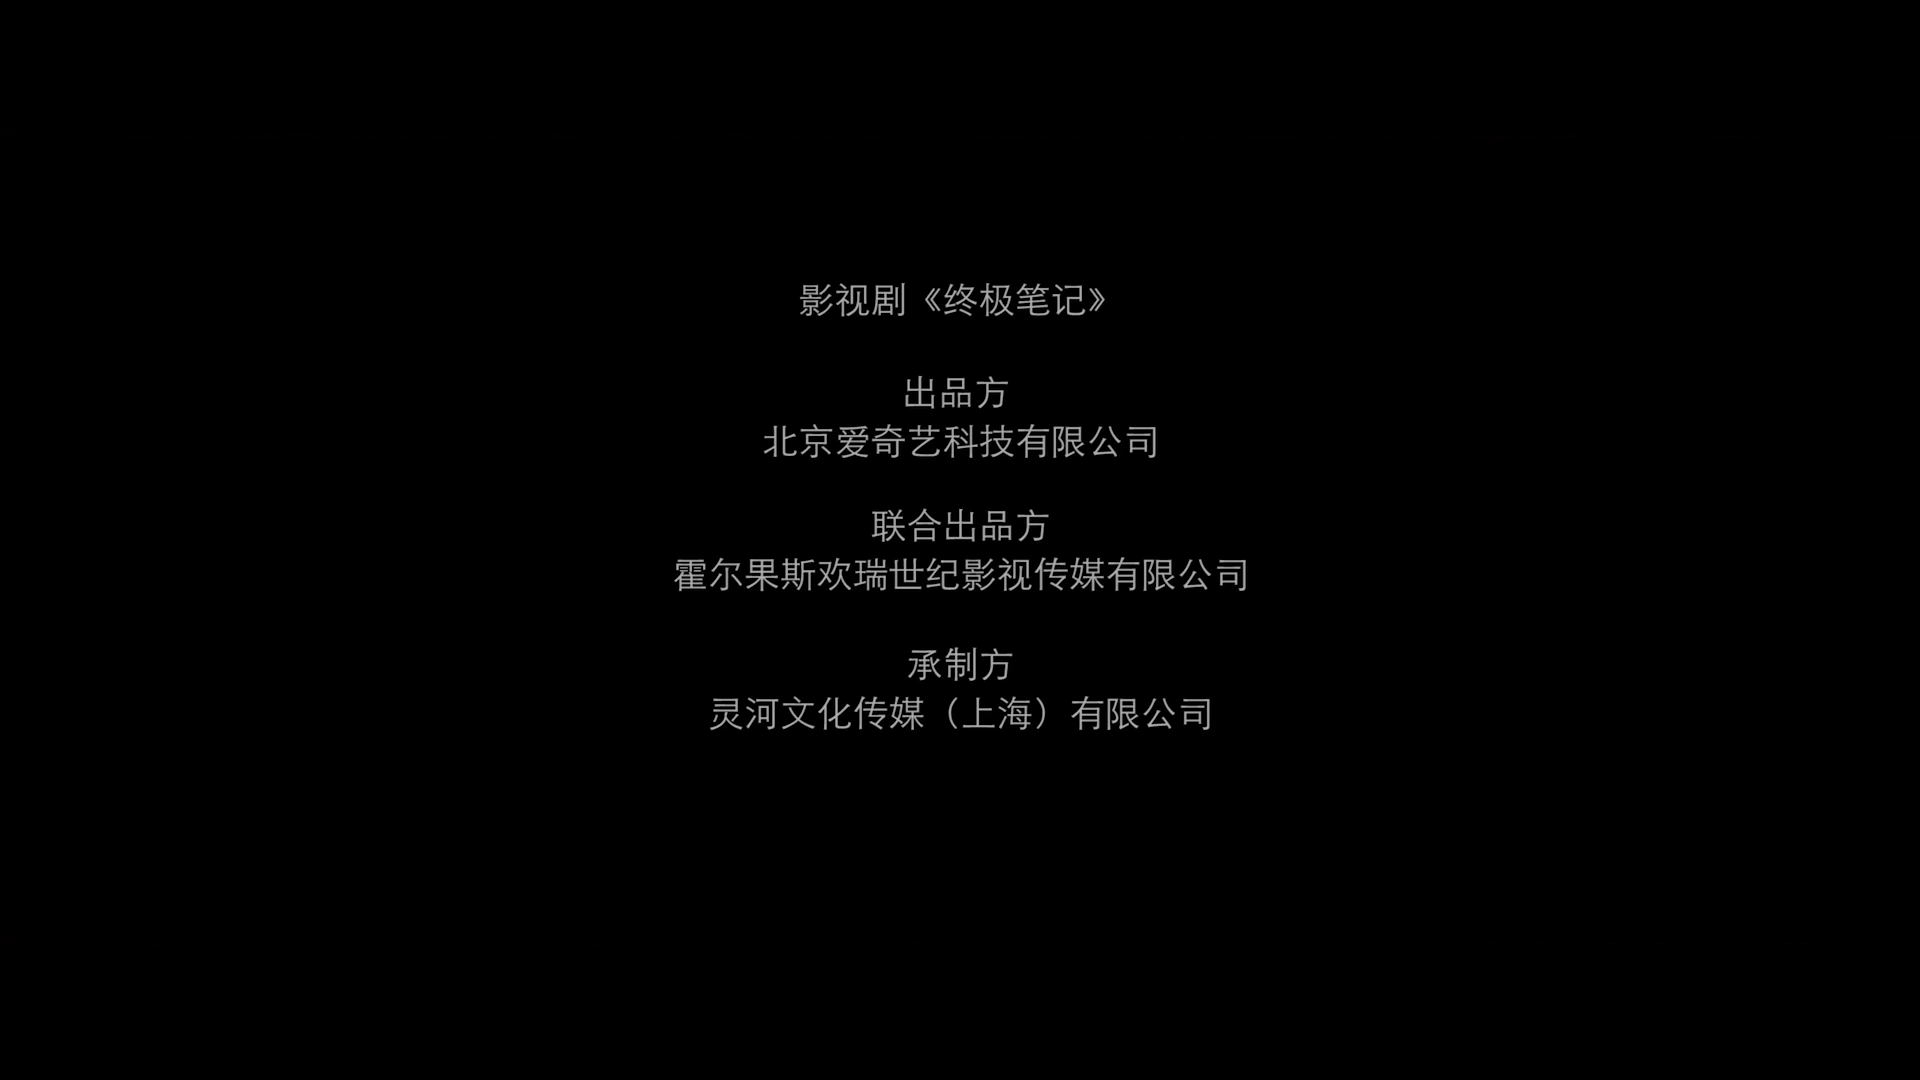 影视剧《终极笔记》
出品方
北京爱奇艺科技有限公司
联合出品方
霍尔果斯欢瑞世纪影视传媒有限公司
承制方
灵河文化传媒（上海）有限公司